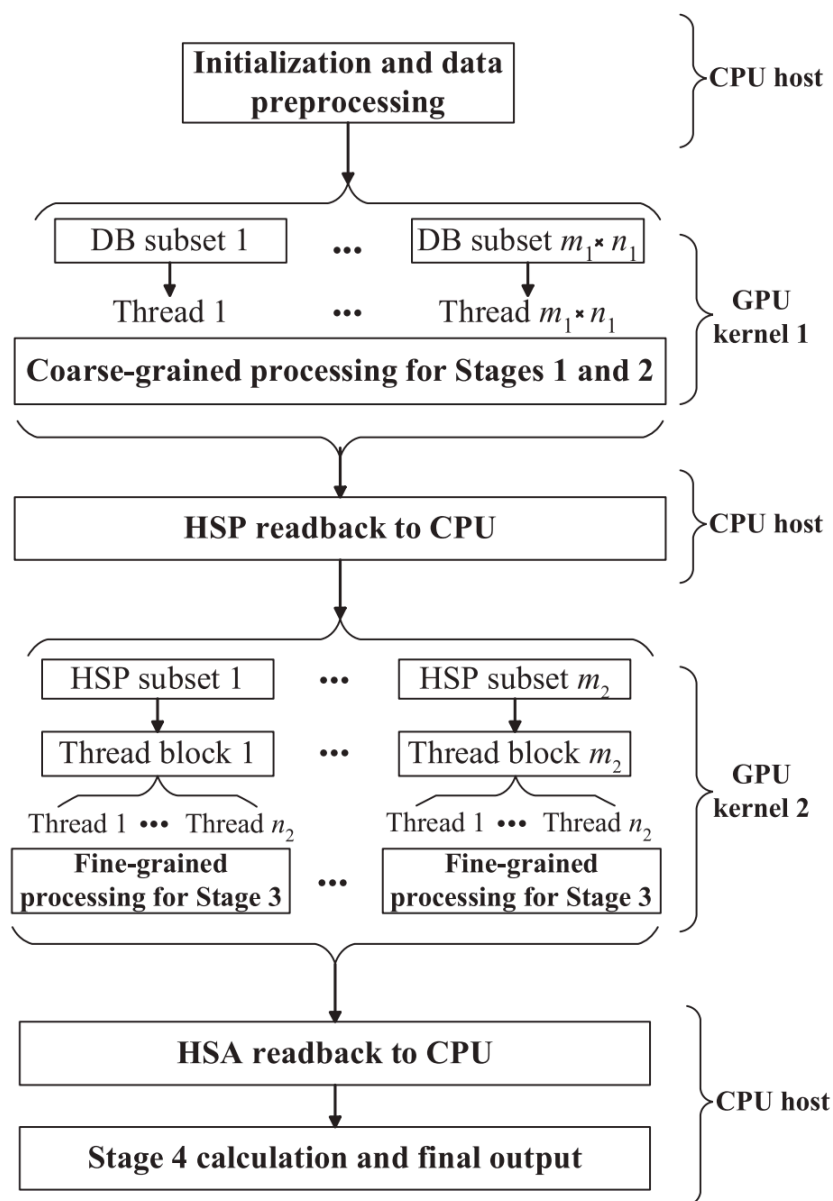 Initialization and data
preprocessing
CPU host
DB subset 1 ... DB subset m₁ × n₁
Thread 1 ... Thread m₁ × n₁
GPU
kernel 1
Coarse-grained processing for Stages 1 and 2
HSP readback to CPU
CPU host
HSP subset 1 ... HSP subset m₂
Thread block 1 ... Thread block m₂
GPU
kernel 2
Thread 1 ... Thread n₂ Thread 1 ... Thread n₂
Fine-grained
processing for Stage 3
...
Fine-grained
processing for Stage 3
HSA readback to CPU
CPU host
Stage 4 calculation and final output